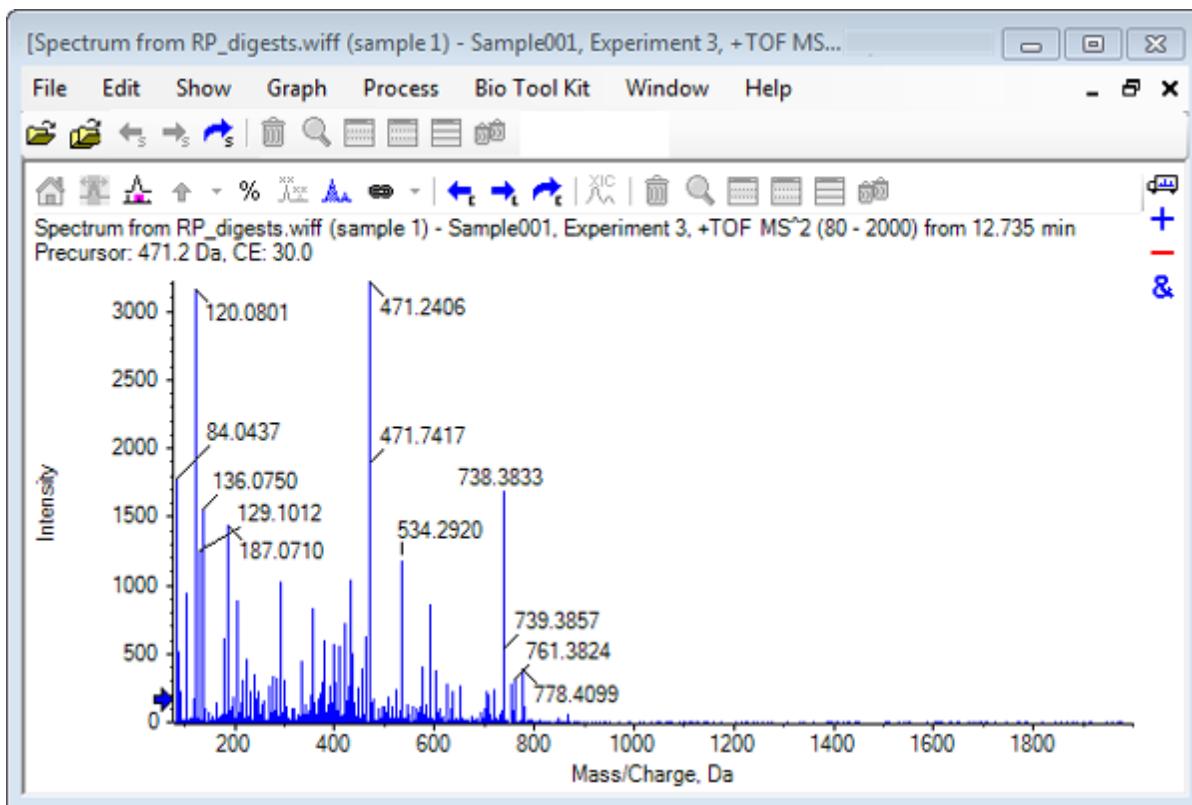 [Spectrum from RP_digests.wiff (sample 1) - Sample001, Experiment 3, +TOF MS...
File Edit Show Graph Process Bio Tool Kit Window Help
S S S
% XX XX E E E XIC
Spectrum from RP_digests.wiff (sample 1) - Sample001, Experiment 3, +TOF MS^2 (80 - 2000) from 12.735 min
Precursor: 471.2 Da, CE: 30.0
+
&
Intensity
3000
2500
2000
1500
1000
500
0
120.0801
471.2406
84.0437
471.7417
136.0750
738.3833
129.1012
187.0710
534.2920
739.3857
761.3824
778.4099
200 400 600 800 1000 1200 1400 1600 1800
Mass/Charge, Da